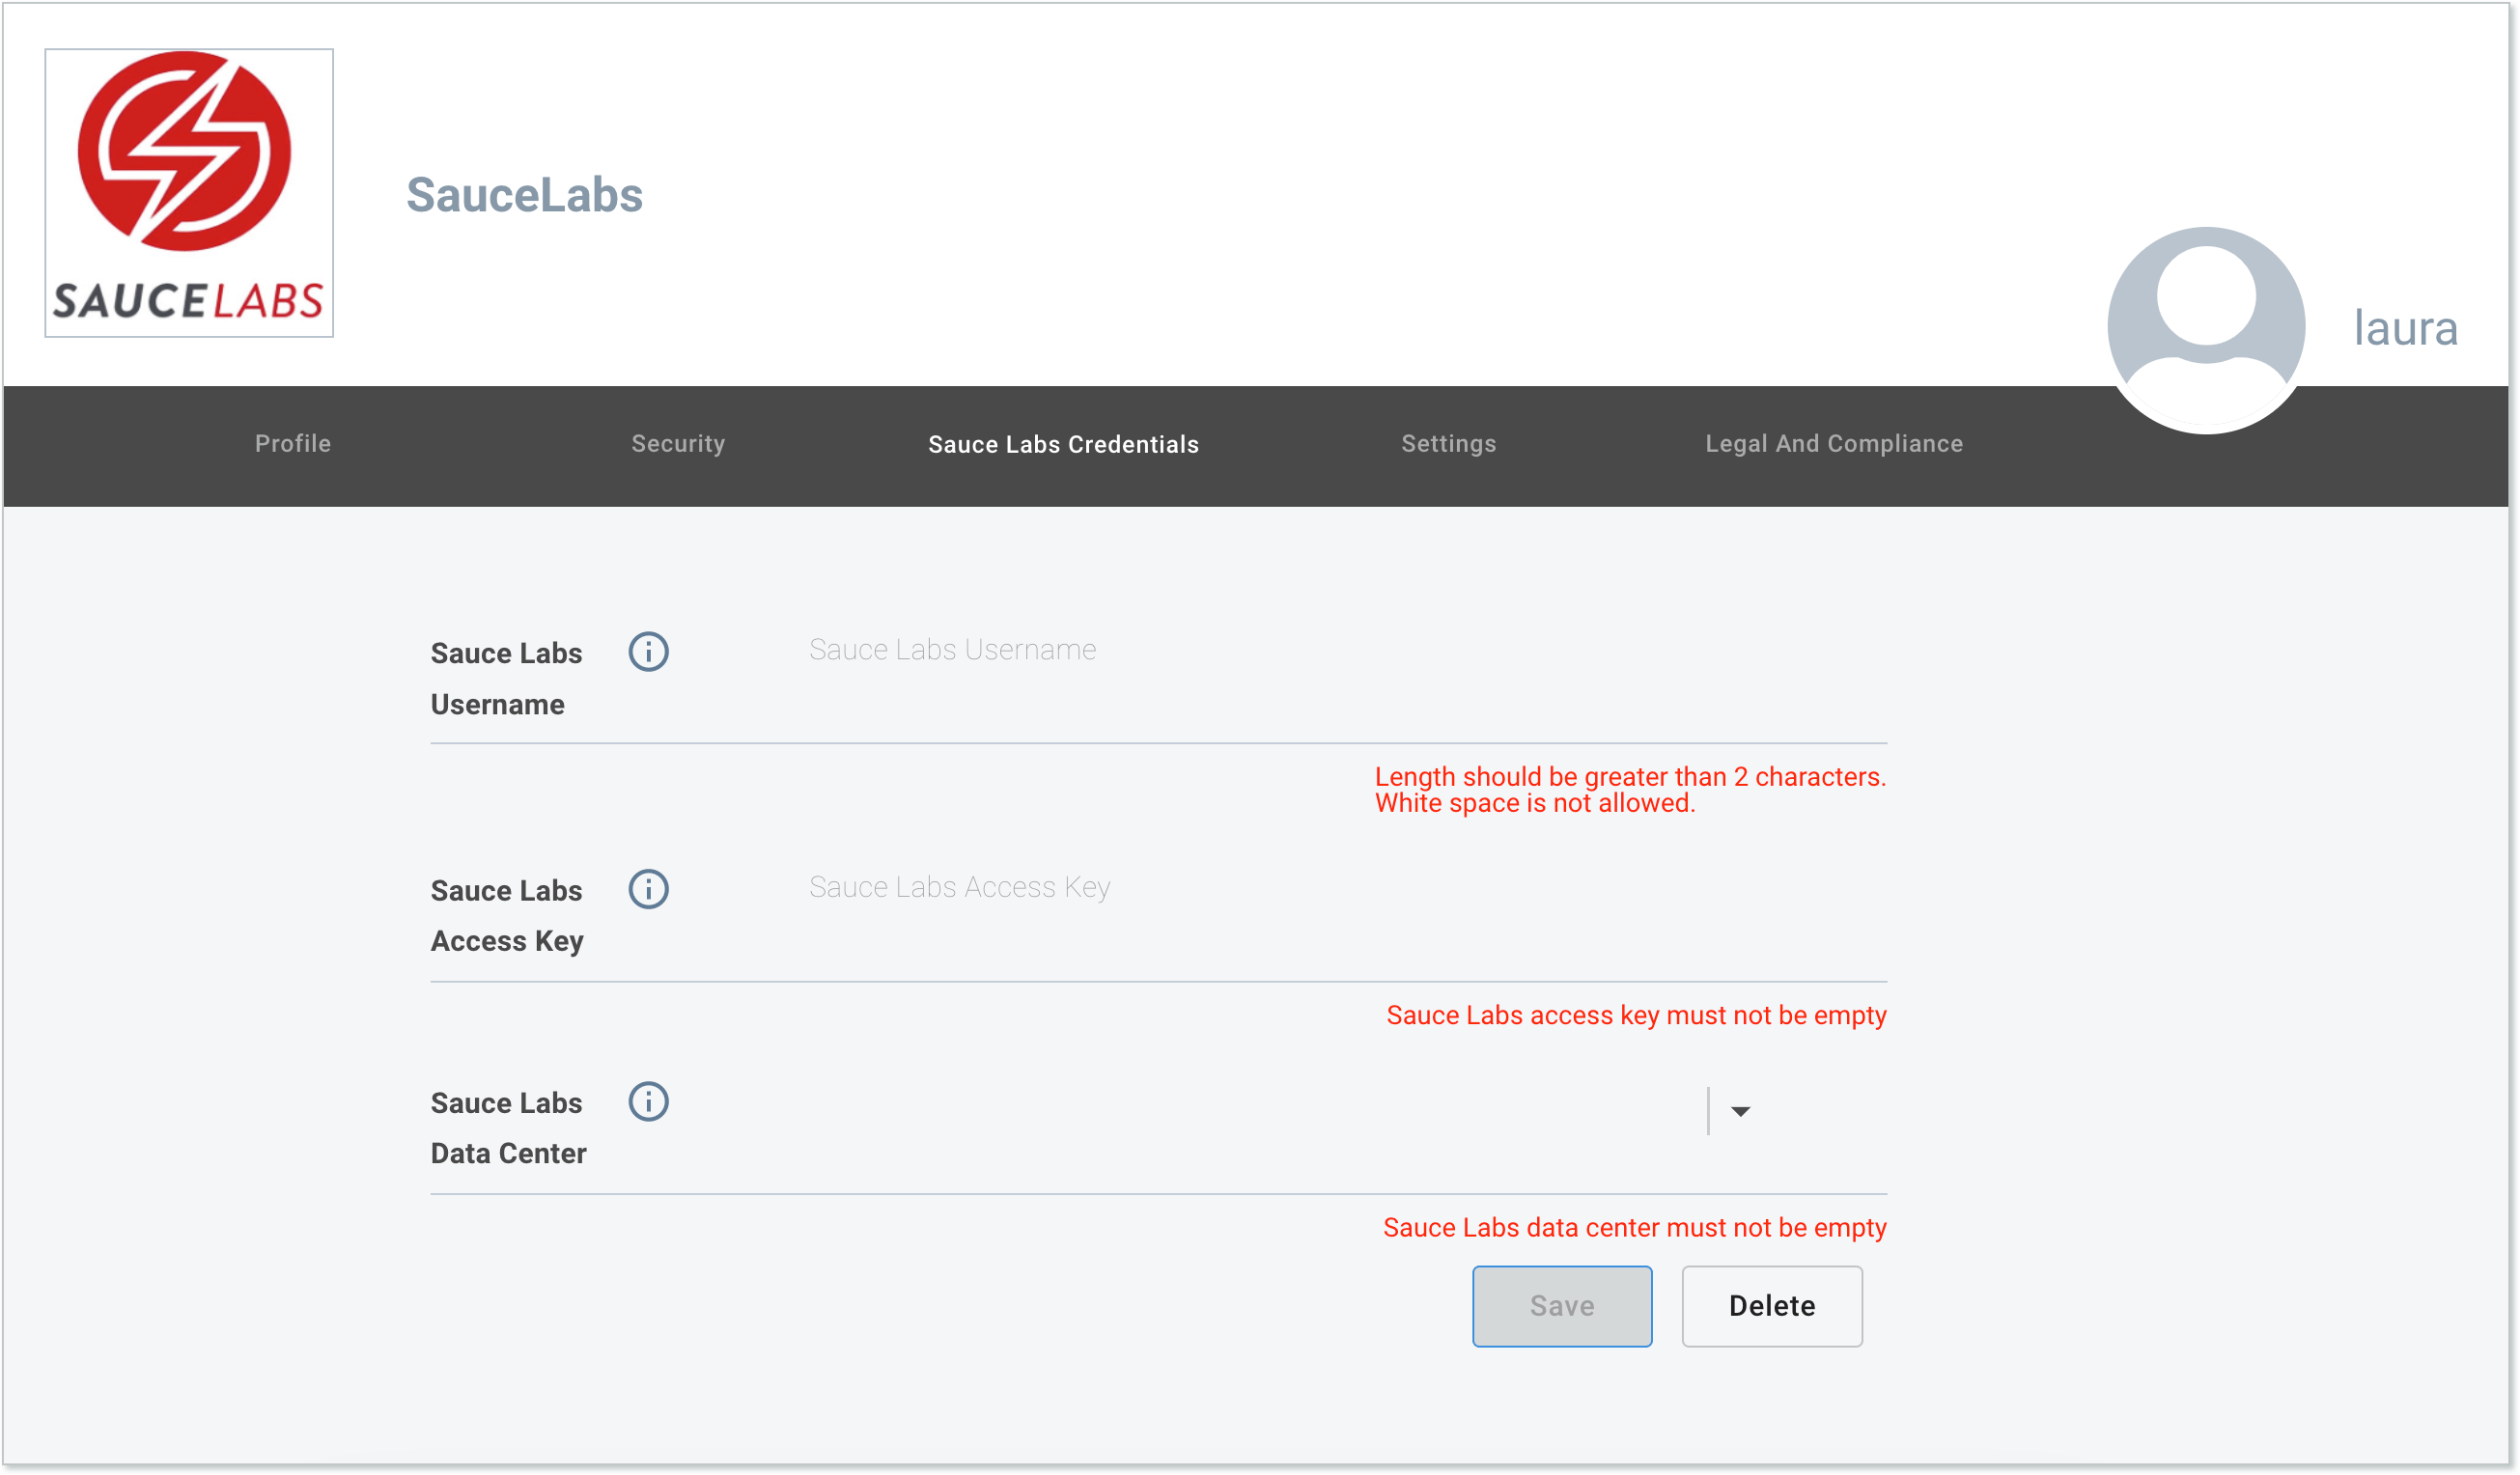 SAUCELABS
SauceLabs
laura
Profile Security Sauce Labs Credentials Settings Legal And Compliance
Sauce Labs
Username
Sauce Labs Username
Length should be greater than 2 characters.
White space is not allowed.
Sauce Labs
Access Key
Sauce Labs Access Key
Sauce Labs access key must not be empty
Sauce Labs
Data Center
Sauce Labs data center must not be empty
Save Delete